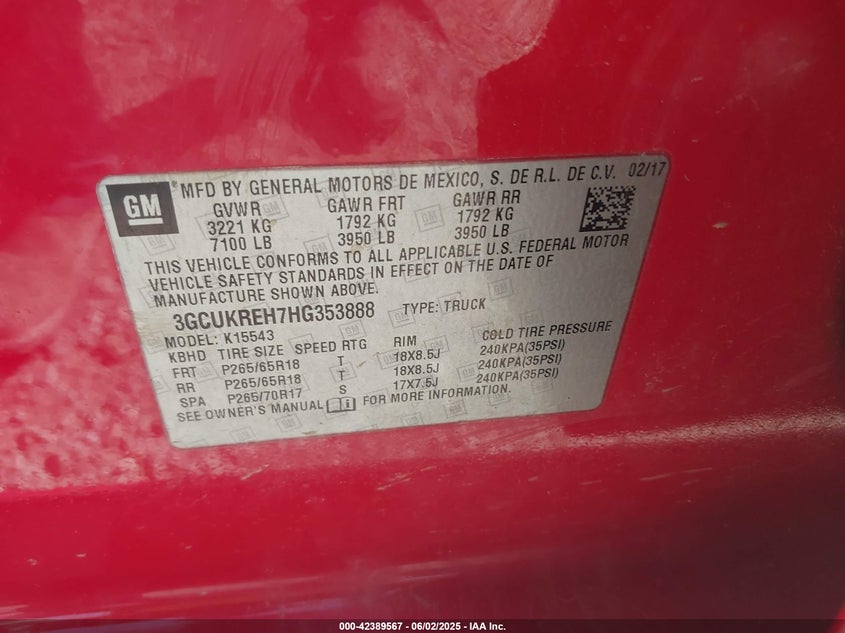 GM
® MFD BY GENERAL MOTORS DE MEXICO, S. DE R.L. DE C.V. 02/17
GVWR GAWR FRT GAWR RR
3221 KG 1792 KG 1792 KG
7100 LB 3950 LB 3950 LB
THIS VEHICLE CONFORMS TO ALL APPLICABLE U.S. FEDERAL MOTOR
VEHICLE SAFETY STANDARDS IN EFFECT ON THE DATE OF
MANUFACTURE SHOWN ABOVE.
3GCUKREH7HG353888 TYPE: TRUCK
MODEL: K15543
KBHD TIRE SIZE SPEED RTG RIM COLD TIRE PRESSURE
FRT P265/65R18 T 18X8.5J 240KPA(35PSI)
RR P265/65R18 T 18X8.5J 240KPA(35PSI)
SPA P265/70R17 S 17X7.5J 240KPA(35PSI)
SEE OWNER'S MANUAL FOR MORE INFORMATION.
000-42389567 - 06/02/2025 - IAA Inc.